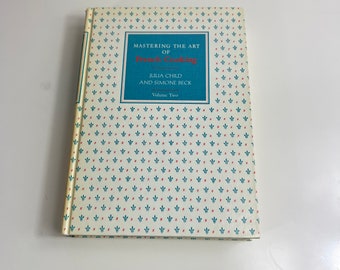 MASTERING THE ART
OF
French Cooking
JULIA CHILD
AND SIMONE BECK
Volume Two